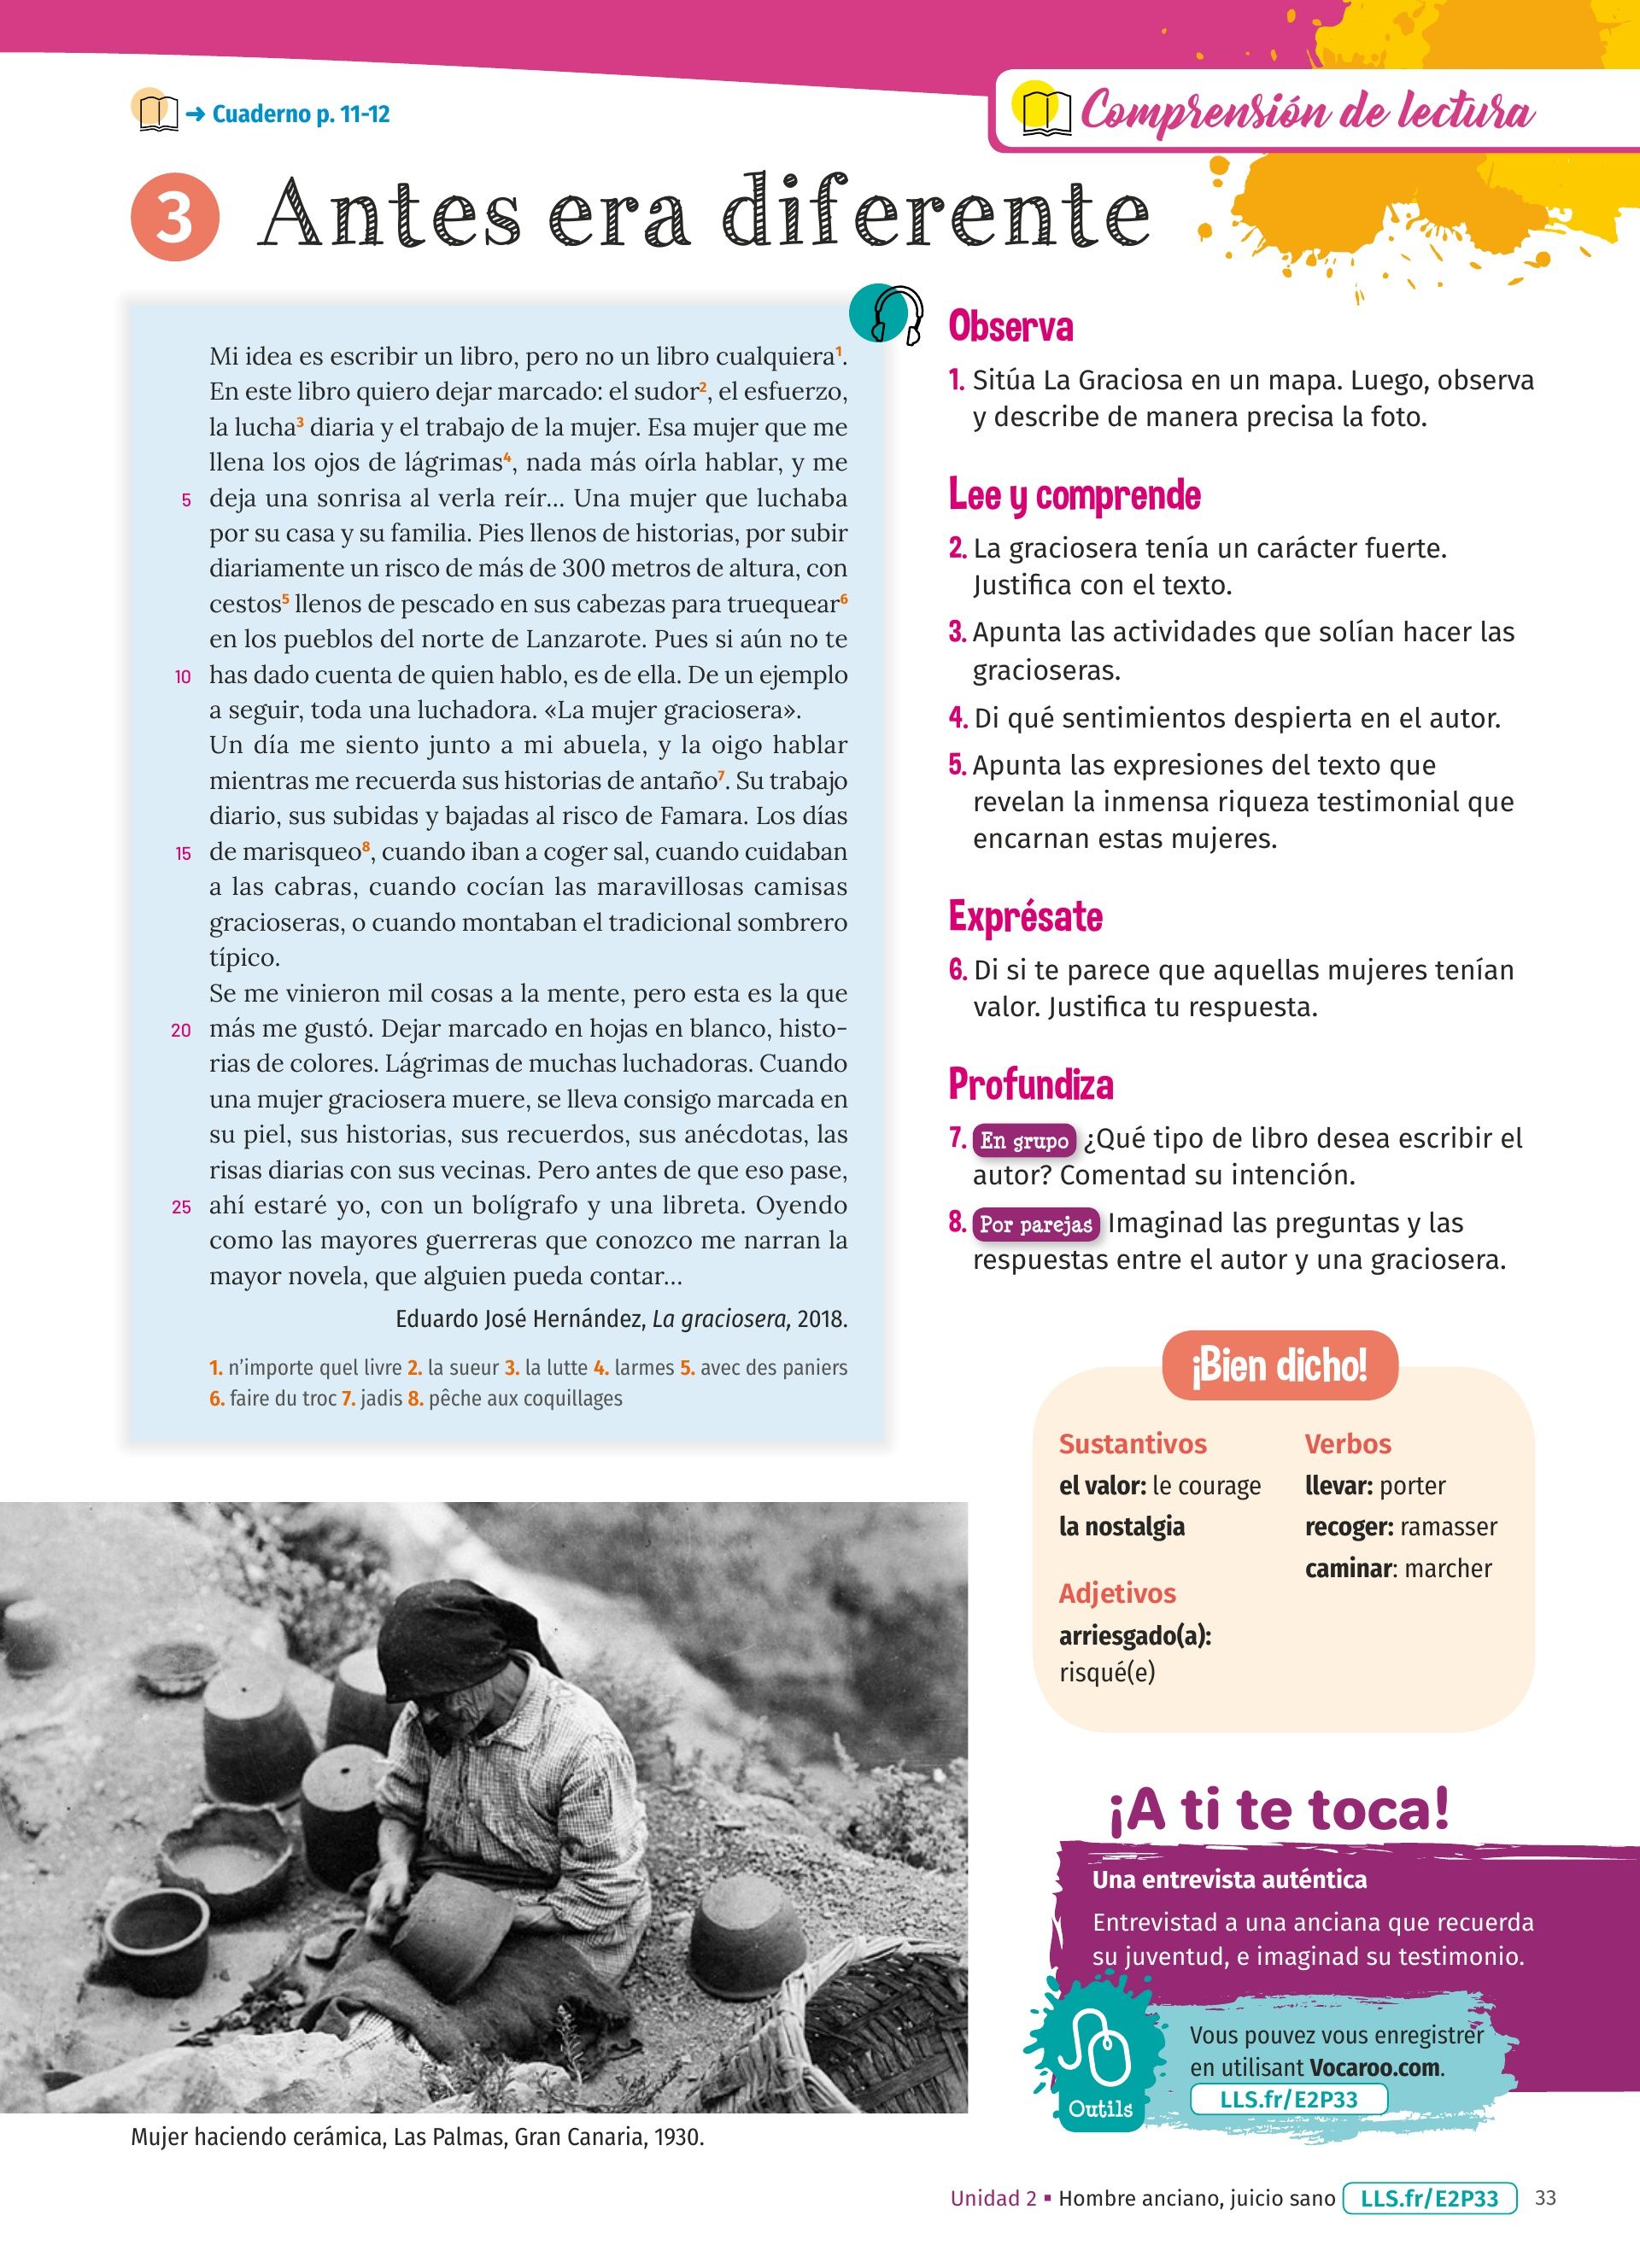 ➜ Cuaderno p. 11-12
Comprensión de lectura
3 Antes era diferente
Mi idea es escribir un libro, pero no un libro cualquiera1.
En este libro quiero dejar marcado: el sudor2, el esfuerzo,
la lucha3 diaria y el trabajo de la mujer. Esa mujer que me
llena los ojos de lágrimas4, nada más oírla hablar, y me
5 deja una sonrisa al verla reír... Una mujer que luchaba
por su casa y su familia. Pies llenos de historias, por subir
diariamente un risco de más de 300 metros de altura, con
cestos5 llenos de pescado en sus cabezas para truequear6
en los pueblos del norte de Lanzarote. Pues si aún no te
10 has dado cuenta de quien hablo, es de ella. De un ejemplo
a seguir, toda una luchadora. «La mujer graciosera».
Un día me siento junto a mi abuela, y la oigo hablar
mientras me recuerda sus historias de antaño7. Su trabajo
diario, sus subidas y bajadas al risco de Famara. Los días
15 de marisqueo8, cuando iban a coger sal, cuando cuidaban
a las cabras, cuando cocían las maravillosas camisas
gracioseras, o cuando montaban el tradicional sombrero
típico.
Se me vinieron mil cosas a la mente, pero esta es la que
20 más me gustó. Dejar marcado en hojas en blanco, histo-
rias de colores. Lágrimas de muchas luchadoras. Cuando
una mujer graciosera muere, se lleva consigo marcada en
su piel, sus historias, sus recuerdos, sus anécdotas, las
risas diarias con sus vecinas. Pero antes de que eso pase,
25 ahí estaré yo, con un bolígrafo y una libreta. Oyendo
como las mayores guerreras que conozco me narran la
mayor novela, que alguien pueda contar...
Eduardo José Hernández, La graciosera, 2018.
1. n'importe quel livre 2. la sueur 3. la lutte 4. larmes 5. avec des paniers
6. faire du troc 7. jadis 8. pêche aux coquillages
Mujer haciendo cerámica, Las Palmas, Gran Canaria, 1930.
Observa
1. Sitúa La Graciosa en un mapa. Luego, observa
y describe de manera precisa la foto.
Lee y comprende
2. La graciosera tenía un carácter fuerte.
Justifica con el texto.
3. Apunta las actividades que solían hacer las
gracioseras.
4. Di qué sentimientos despierta en el autor.
5. Apunta las expresiones del texto que
revelan la inmensa riqueza testimonial que
encarnan estas mujeres.
Exprésate
6. Di si te parece que aquellas mujeres tenían
valor. Justifica tu respuesta.
Profundiza
7. En grupo ¿Qué tipo de libro desea escribir el
autor? Comentad su intención.
8. Por parejas Imaginad las preguntas y las
respuestas entre el autor y una graciosera.
¡Bien dicho!
Sustantivos
el valor: le courage
la nostalgia
Adjetivos
arriesgado(a):
risqué(e)
Verbos
llevar: porter
recoger: ramasser
caminar: marcher
¡A ti te toca!
Una entrevista auténtica
Entrevistad a una anciana que recuerda
su juventud, e imaginad su testimonio.
Outils
Vous pouvez vous enregistrer
en utilisant Vocaroo.com.
LLS.fr/E2P33
Unidad 2 ▪ Hombre anciano, juicio sano LLS.fr/E2P33 33